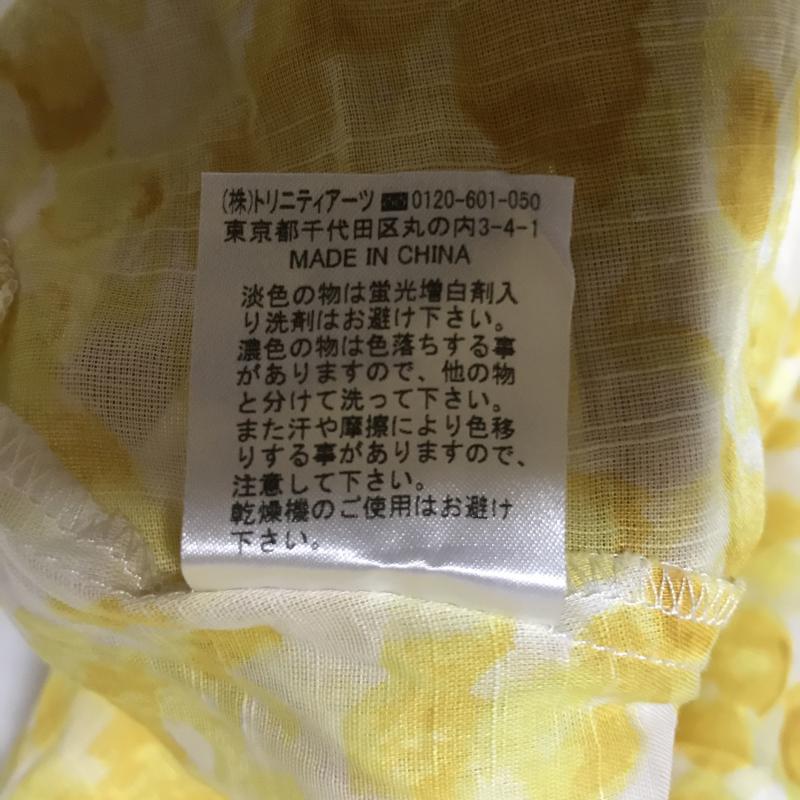 (株)トリニティアーツ 0120-601-050
東京都千代田区丸の内3-4-1
MADE IN CHINA
淡色の物は蛍光増白剤入
り洗剤はお避け下さい。
濃色の物は色落ちする事
がありますので、他の物
と分けて洗って下さい。
また汗や摩擦により色移
りする事がありますので、
注意して下さい。
乾燥機のご使用はお避け
下さい。